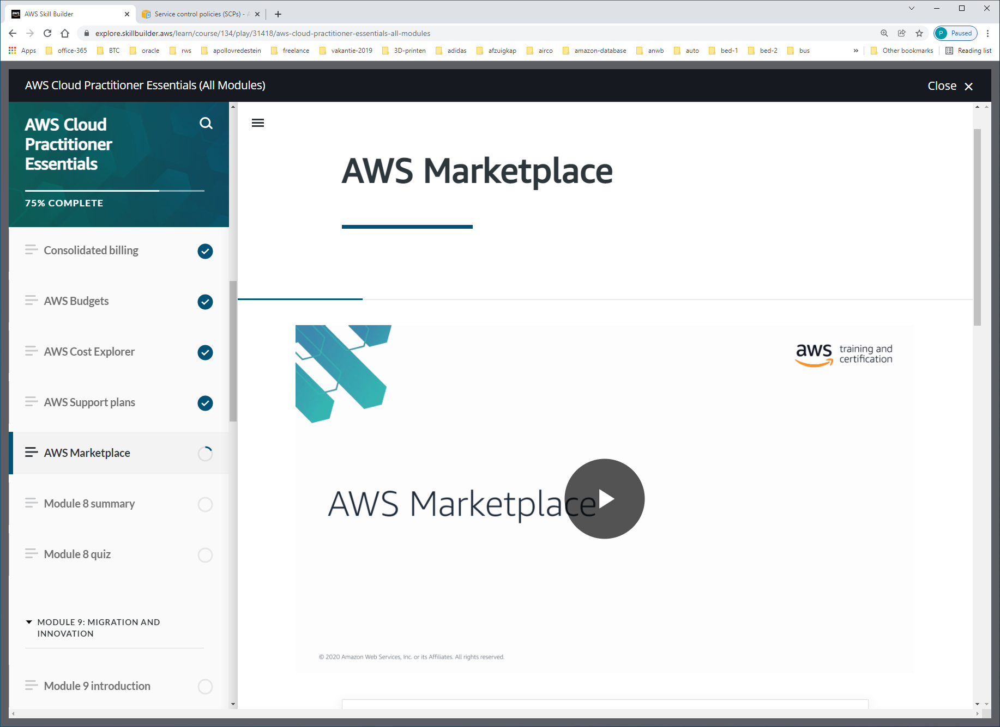 AWS Skill Builder
Service control policies (SCPs) - A
explore.skillbuilder.aws/learn/course/134/play/31418/aws-cloud-practitioner-essentials-all-modules
P Paused
Apps office-365 BTC oracle rws apollovredestein freelance vakantie-2019 3D-printen adidas afzuigkap airco amazon-database anwb auto bed-1 bed-2 bus » Other bookmarks Reading list
AWS Cloud Practitioner Essentials (All Modules)
Close
AWS Cloud
Practitioner
Essentials
75% COMPLETE
Consolidated billing
AWS Budgets
AWS Cost Explorer
AWS Support plans
AWS Marketplace
Module 8 summary
Module 8 quiz
MODULE 9: MIGRATION AND
INNOVATION
Module 9 introduction
AWS Marketplace
aws training and
certification
AWS Marketplace
© 2020 Amazon Web Services, Inc. or its Affiliates. All rights reserved.